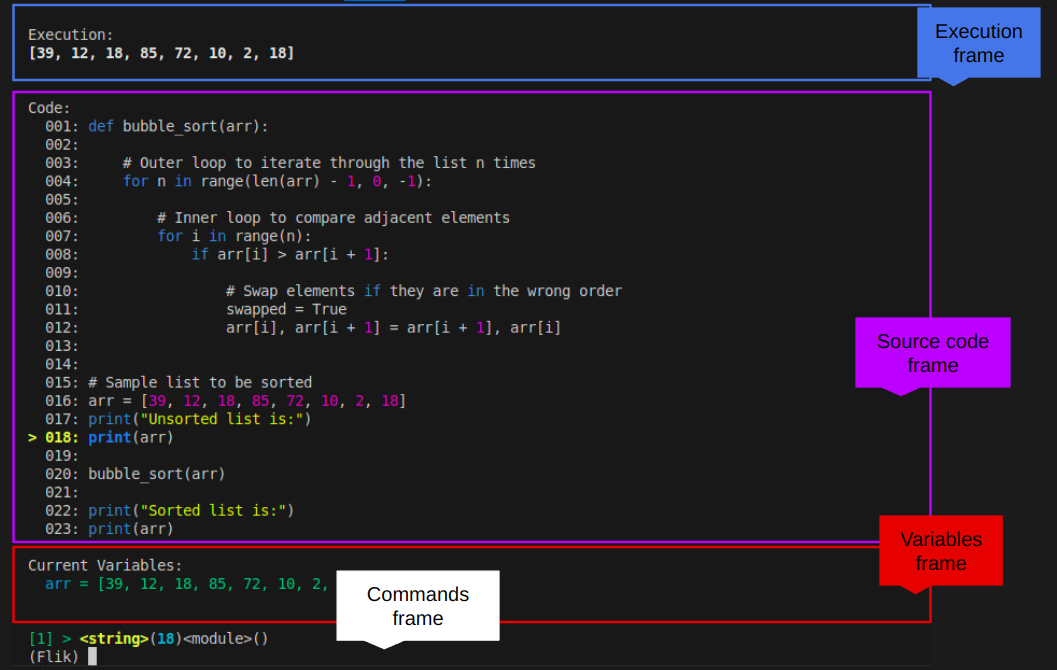 Execution:
[39, 12, 18, 85, 72, 10, 2, 18]
Execution
frame
Code:
001: def bubble_sort(arr):
002:
003:     # Outer loop to iterate through the list n times
004:     for n in range(len(arr) - 1, 0, -1):
005:
006:         # Inner loop to compare adjacent elements
007:         for i in range(n):
008:             if arr[i] > arr[i + 1]:
009:
010:                 # Swap elements if they are in the wrong order
011:                 swapped = True
012:                 arr[i], arr[i + 1] = arr[i + 1], arr[i]
013:
014:
015: # Sample list to be sorted
016: arr = [39, 12, 18, 85, 72, 10, 2, 18]
017: print("Unsorted list is:")
> 018: print(arr)
019:
020: bubble_sort(arr)
021:
022: print("Sorted list is:")
023: print(arr)
Source code
frame
Current Variables:
arr = [39, 12, 18, 85, 72, 10, 2,
Variables
frame
Commands
frame
[1] > <string>(18)<module>()
(Flik)